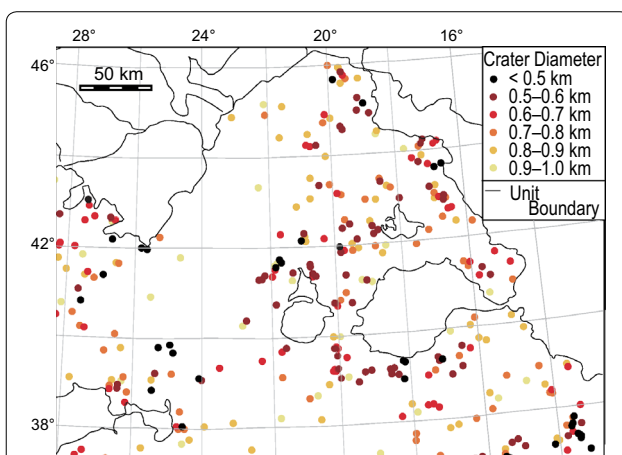 28° 24° 20° 16°
46°
50 km
Crater Diameter
< 0.5 km
0.5–0.6 km
0.6–0.7 km
0.7–0.8 km
0.8–0.9 km
0.9–1.0 km
Unit
Boundary
42°
38°